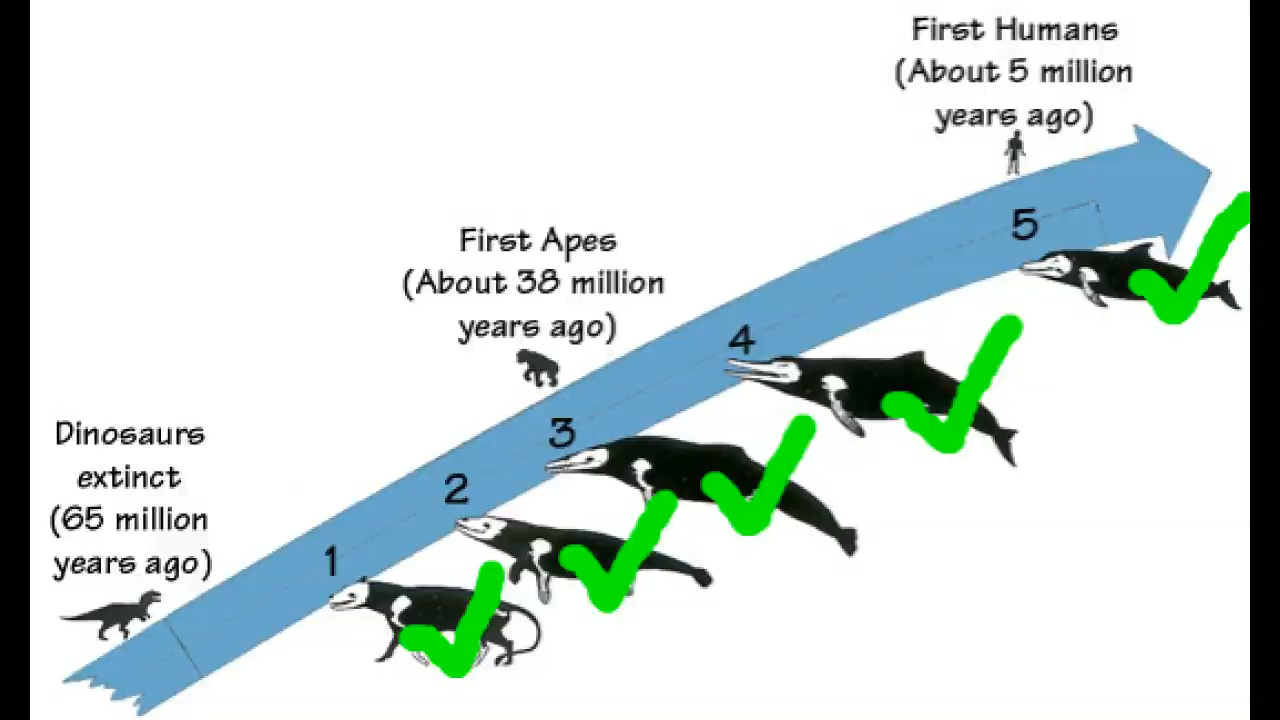 First Humans
(About 5 million
years ago)
5
First Apes
(About 38 million
years ago)
4
3
Dinosaurs
extinct
(65 million
years ago)
2
1